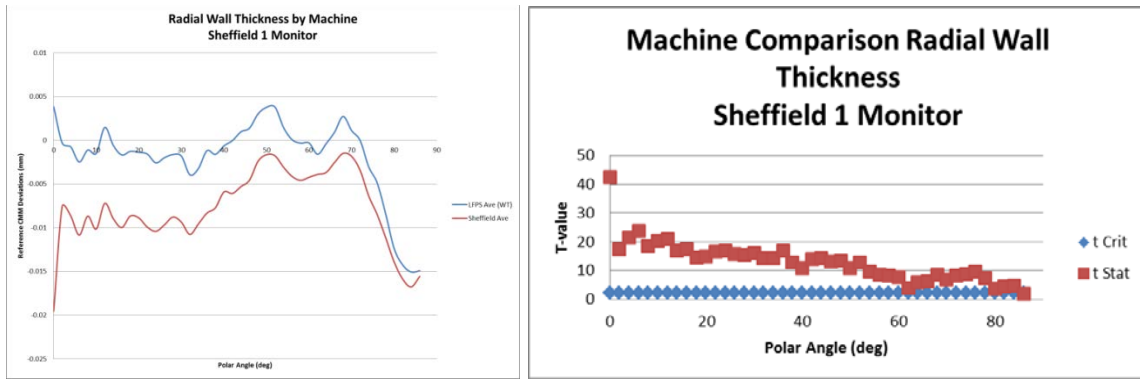 Radial Wall Thickness by Machine
Sheffield 1 Monitor
0.01
0.005
0
-0.005
-0.01
-0.015
-0.02
-0.025
0 10 20 30 40 50 60 70 80 90
Reference CMM Deviations (mm)
Polar Angle (deg)
LFPS Ave (WT)
Sheffield Ave
Machine Comparison Radial Wall
Thickness
Sheffield 1 Monitor
50
40
30
20
10
0
0 20 40 60 80
T-value
Polar Angle (deg)
t Crit
t Stat